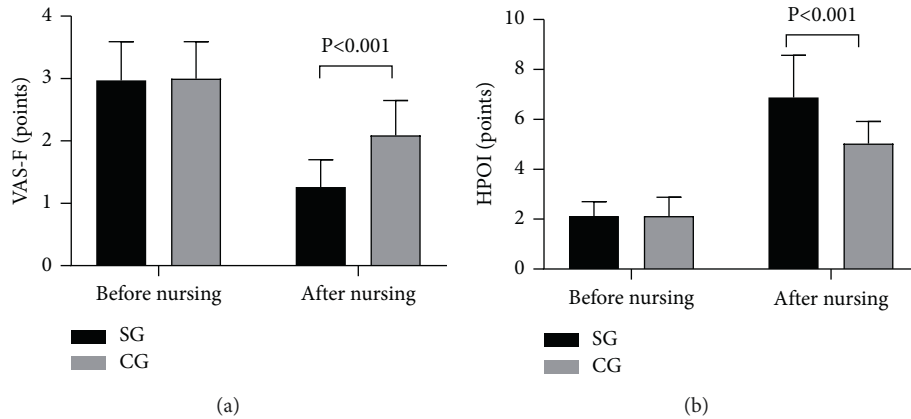 4
3
2
1
0
VAS-F (points)
P<0.001
Before nursing
After nursing
SG
CG
(a)
10
8
6
4
2
0
HPOI (points)
P<0.001
Before nursing
After nursing
SG
CG
(b)